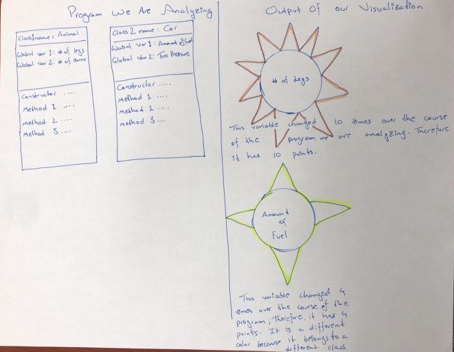 Program We Are Analyzing
Class1 name: Animal
Global Var 1: # of legs
Global Var 2: # of
Constructor ....
Method 1 ....
Method 2 ....
Method 3 ....
Class 2 name: Car
Global Var 1: Amount of Fuel
Global Var 2: Tire Pressure
Constructor ....
Method 1 ....
Method 2 ....
Method 3 ....
Output Of our Visualization
# of legs
This variable changed 10 times over the course
of the program we are analyzing. Therefore
it has 10 points.
Amount
of
Fuel
This variable changed 4
times over the course of the
program, therefore, it has 4
points. It is a different
color because it belongs to a
different class